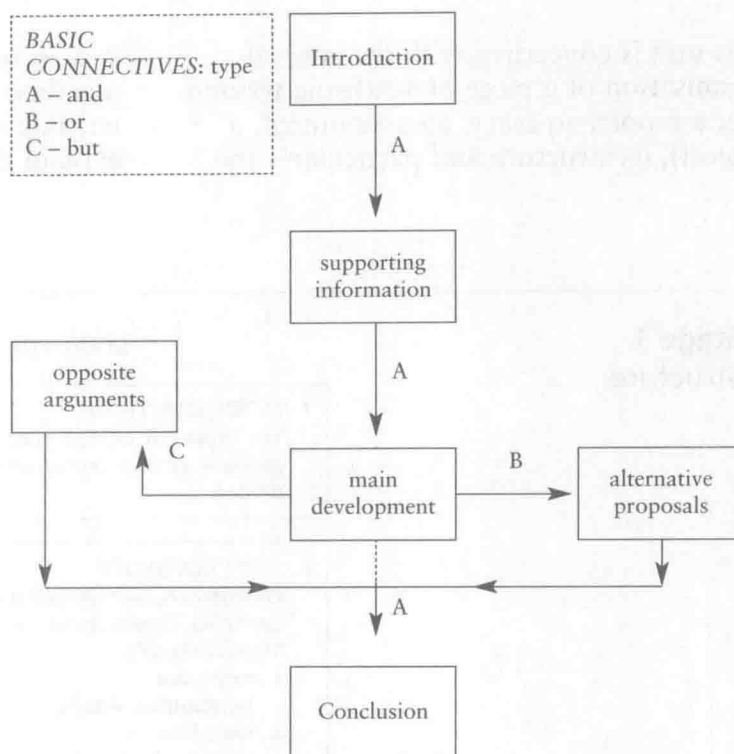 BASIC
CONNECTIVES: type
A – and
B – or
C – but
Introduction
A
supporting
information
A
opposite
arguments
C
main
development
B
alternative
proposals
A
Conclusion